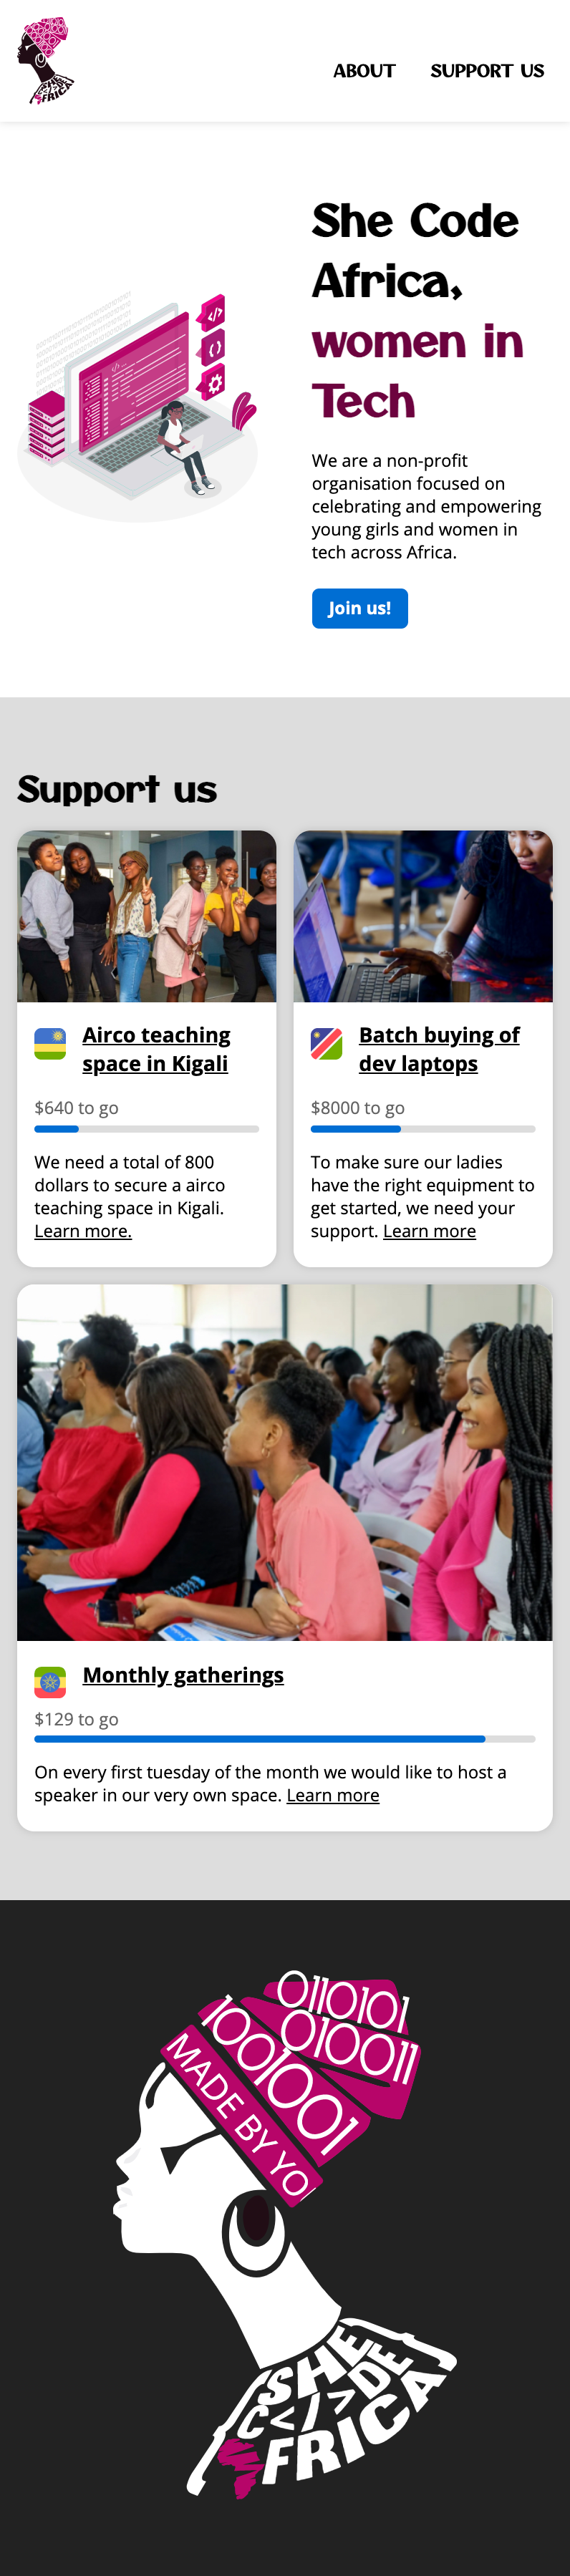 SHE
C</>DE
FRICA
ABOUT
SUPPORT US
She Code
Africa,
women in
Tech
We are a non-profit
organisation focused on
celebrating and empowering
young girls and women in
tech across Africa.
Join us!
Support us
Airco teaching
space in Kigali
$640 to go
We need a total of 800
dollars to secure a airco
teaching space in Kigali.
Learn more.
Batch buying of
dev laptops
$8000 to go
To make sure our ladies
have the right equipment to
get started, we need your
support. Learn more
Monthly gatherings
$129 to go
On every first tuesday of the month we would like to host a
speaker in our very own space. Learn more
0110101
010011
1001001
MADE BY YO
SHE
C</>DE
FRICA